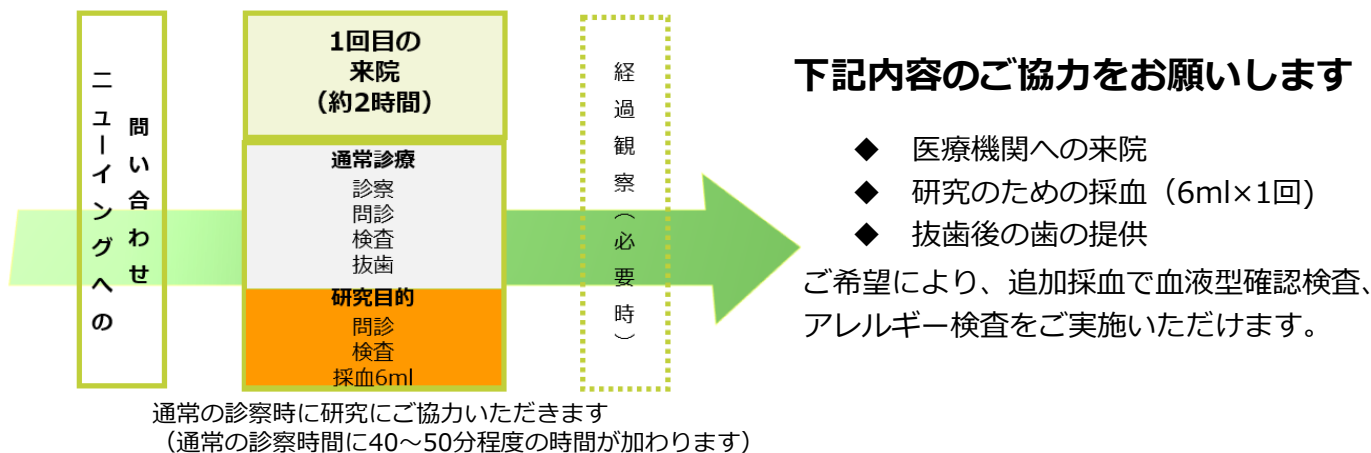 問い合わせ
ニューイングへの
1回目の
来院
（約2時間）
通常診療
診察
問診
検査
抜歯
研究目的
問診
検査
採血6ml
経過観察（必要時）
通常の診察時に研究にご協力いただきます
（通常の診察時間に40～50分程度の時間が加わります）
下記内容のご協力をお願いします
◆ 医療機関への来院
◆ 研究のための採血（6ml×1回)
◆ 抜歯後の歯の提供
ご希望により、追加採血で血液型確認検査、
アレルギー検査をご実施いただけます。